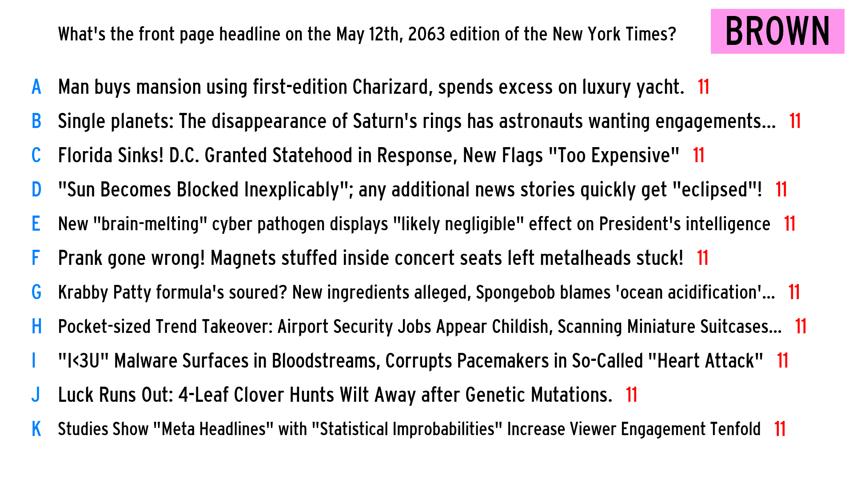 What's the front page headline on the May 12th, 2063 edition of the New York Times?
BROWN
A Man buys mansion using first-edition Charizard, spends excess on luxury yacht. 11
B Single planets: The disappearance of Saturn's rings has astronauts wanting engagements... 11
C Florida Sinks! D.C. Granted Statehood in Response, New Flags "Too Expensive" 11
D "Sun Becomes Blocked Inexplicably"; any additional news stories quickly get "eclipsed"! 11
E New "brain-melting" cyber pathogen displays "likely negligible" effect on President's intelligence 11
F Prank gone wrong! Magnets stuffed inside concert seats left metalheads stuck! 11
G Krabby Patty formula's soured? New ingredients alleged, Spongebob blames 'ocean acidification'... 11
H Pocket-sized Trend Takeover: Airport Security Jobs Appear Childish, Scanning Miniature Suitcases... 11
I "I<3U" Malware Surfaces in Bloodstreams, Corrupts Pacemakers in So-Called "Heart Attack" 11
J Luck Runs Out: 4-Leaf Clover Hunts Wilt Away after Genetic Mutations. 11
K Studies Show "Meta Headlines" with "Statistical Improbabilities" Increase Viewer Engagement Tenfold 11